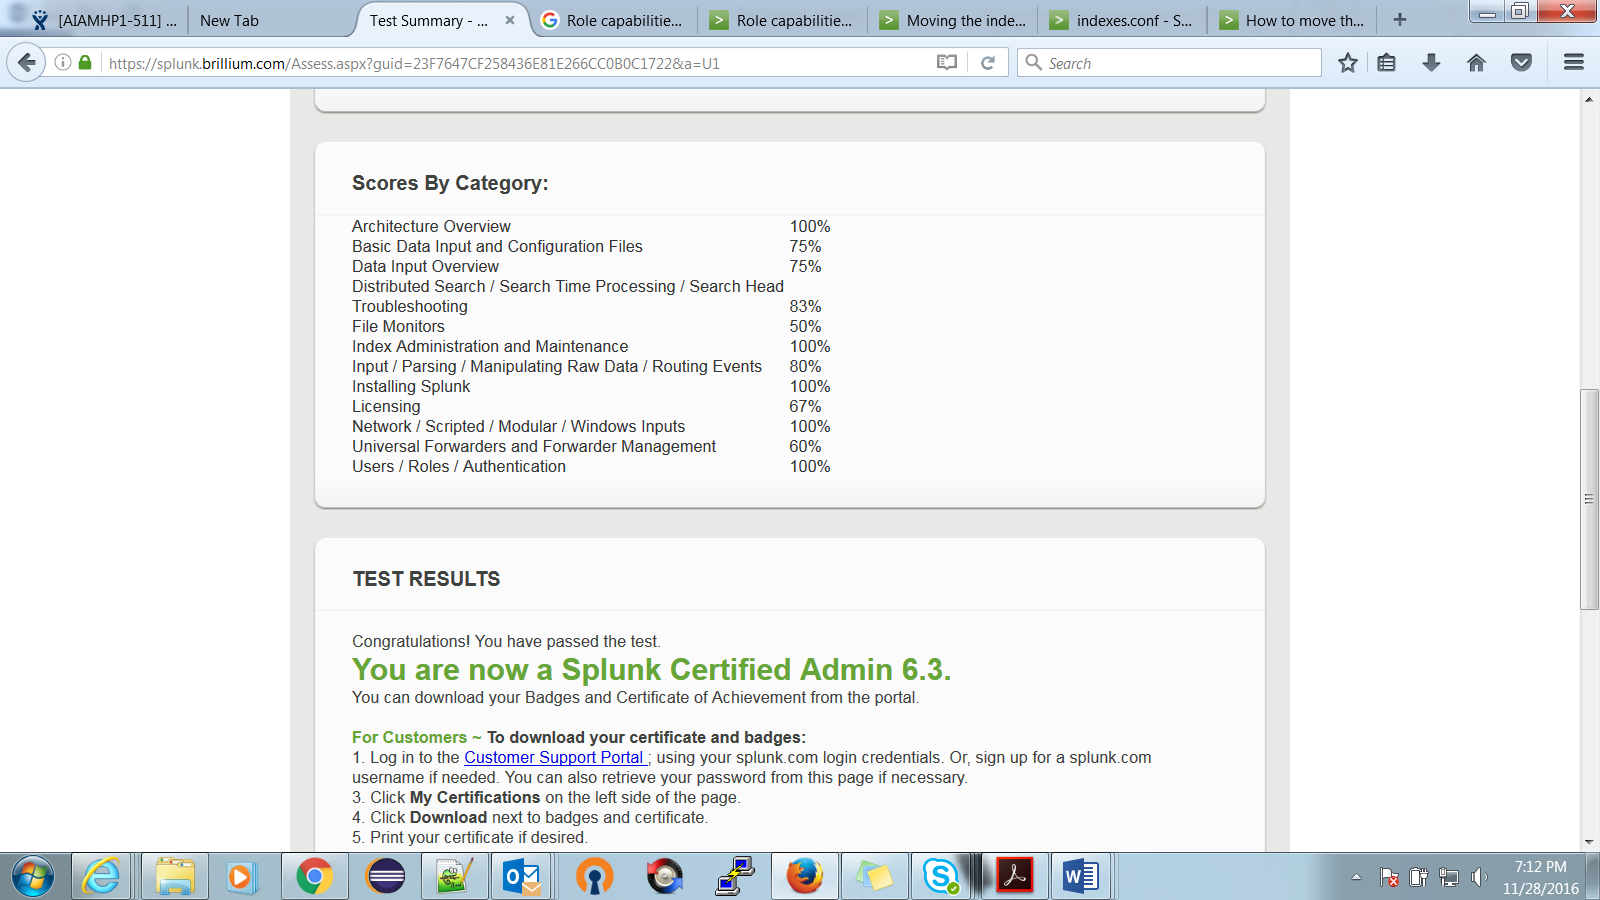 [AIAMHP1-511] ...
New Tab
Test Summary - ...
Role capabilitie...
Role capabilitie...
Moving the inde...
indexes.conf - S...
How to move th...
https://splunk.brillium.com/Assess.aspx?guid=23F7647CF258436E81E266CC0B0C1722&a=U1
Search
Scores By Category:
Architecture Overview 100%
Basic Data Input and Configuration Files 75%
Data Input Overview 75%
Distributed Search / Search Time Processing / Search Head
Troubleshooting 83%
File Monitors 50%
Index Administration and Maintenance 100%
Input / Parsing / Manipulating Raw Data / Routing Events 80%
Installing Splunk 100%
Licensing 67%
Network / Scripted / Modular / Windows Inputs 100%
Universal Forwarders and Forwarder Management 60%
Users / Roles / Authentication 100%
TEST RESULTS
Congratulations! You have passed the test.
You are now a Splunk Certified Admin 6.3.
You can download your Badges and Certificate of Achievement from the portal.
For Customers ~ To download your certificate and badges:
1. Log in to the Customer Support Portal ; using your splunk.com login credentials. Or, sign up for a splunk.com
username if needed. You can also retrieve your password from this page if necessary.
3. Click My Certifications on the left side of the page.
4. Click Download next to badges and certificate.
5. Print your certificate if desired.
7:12 PM
11/28/2016